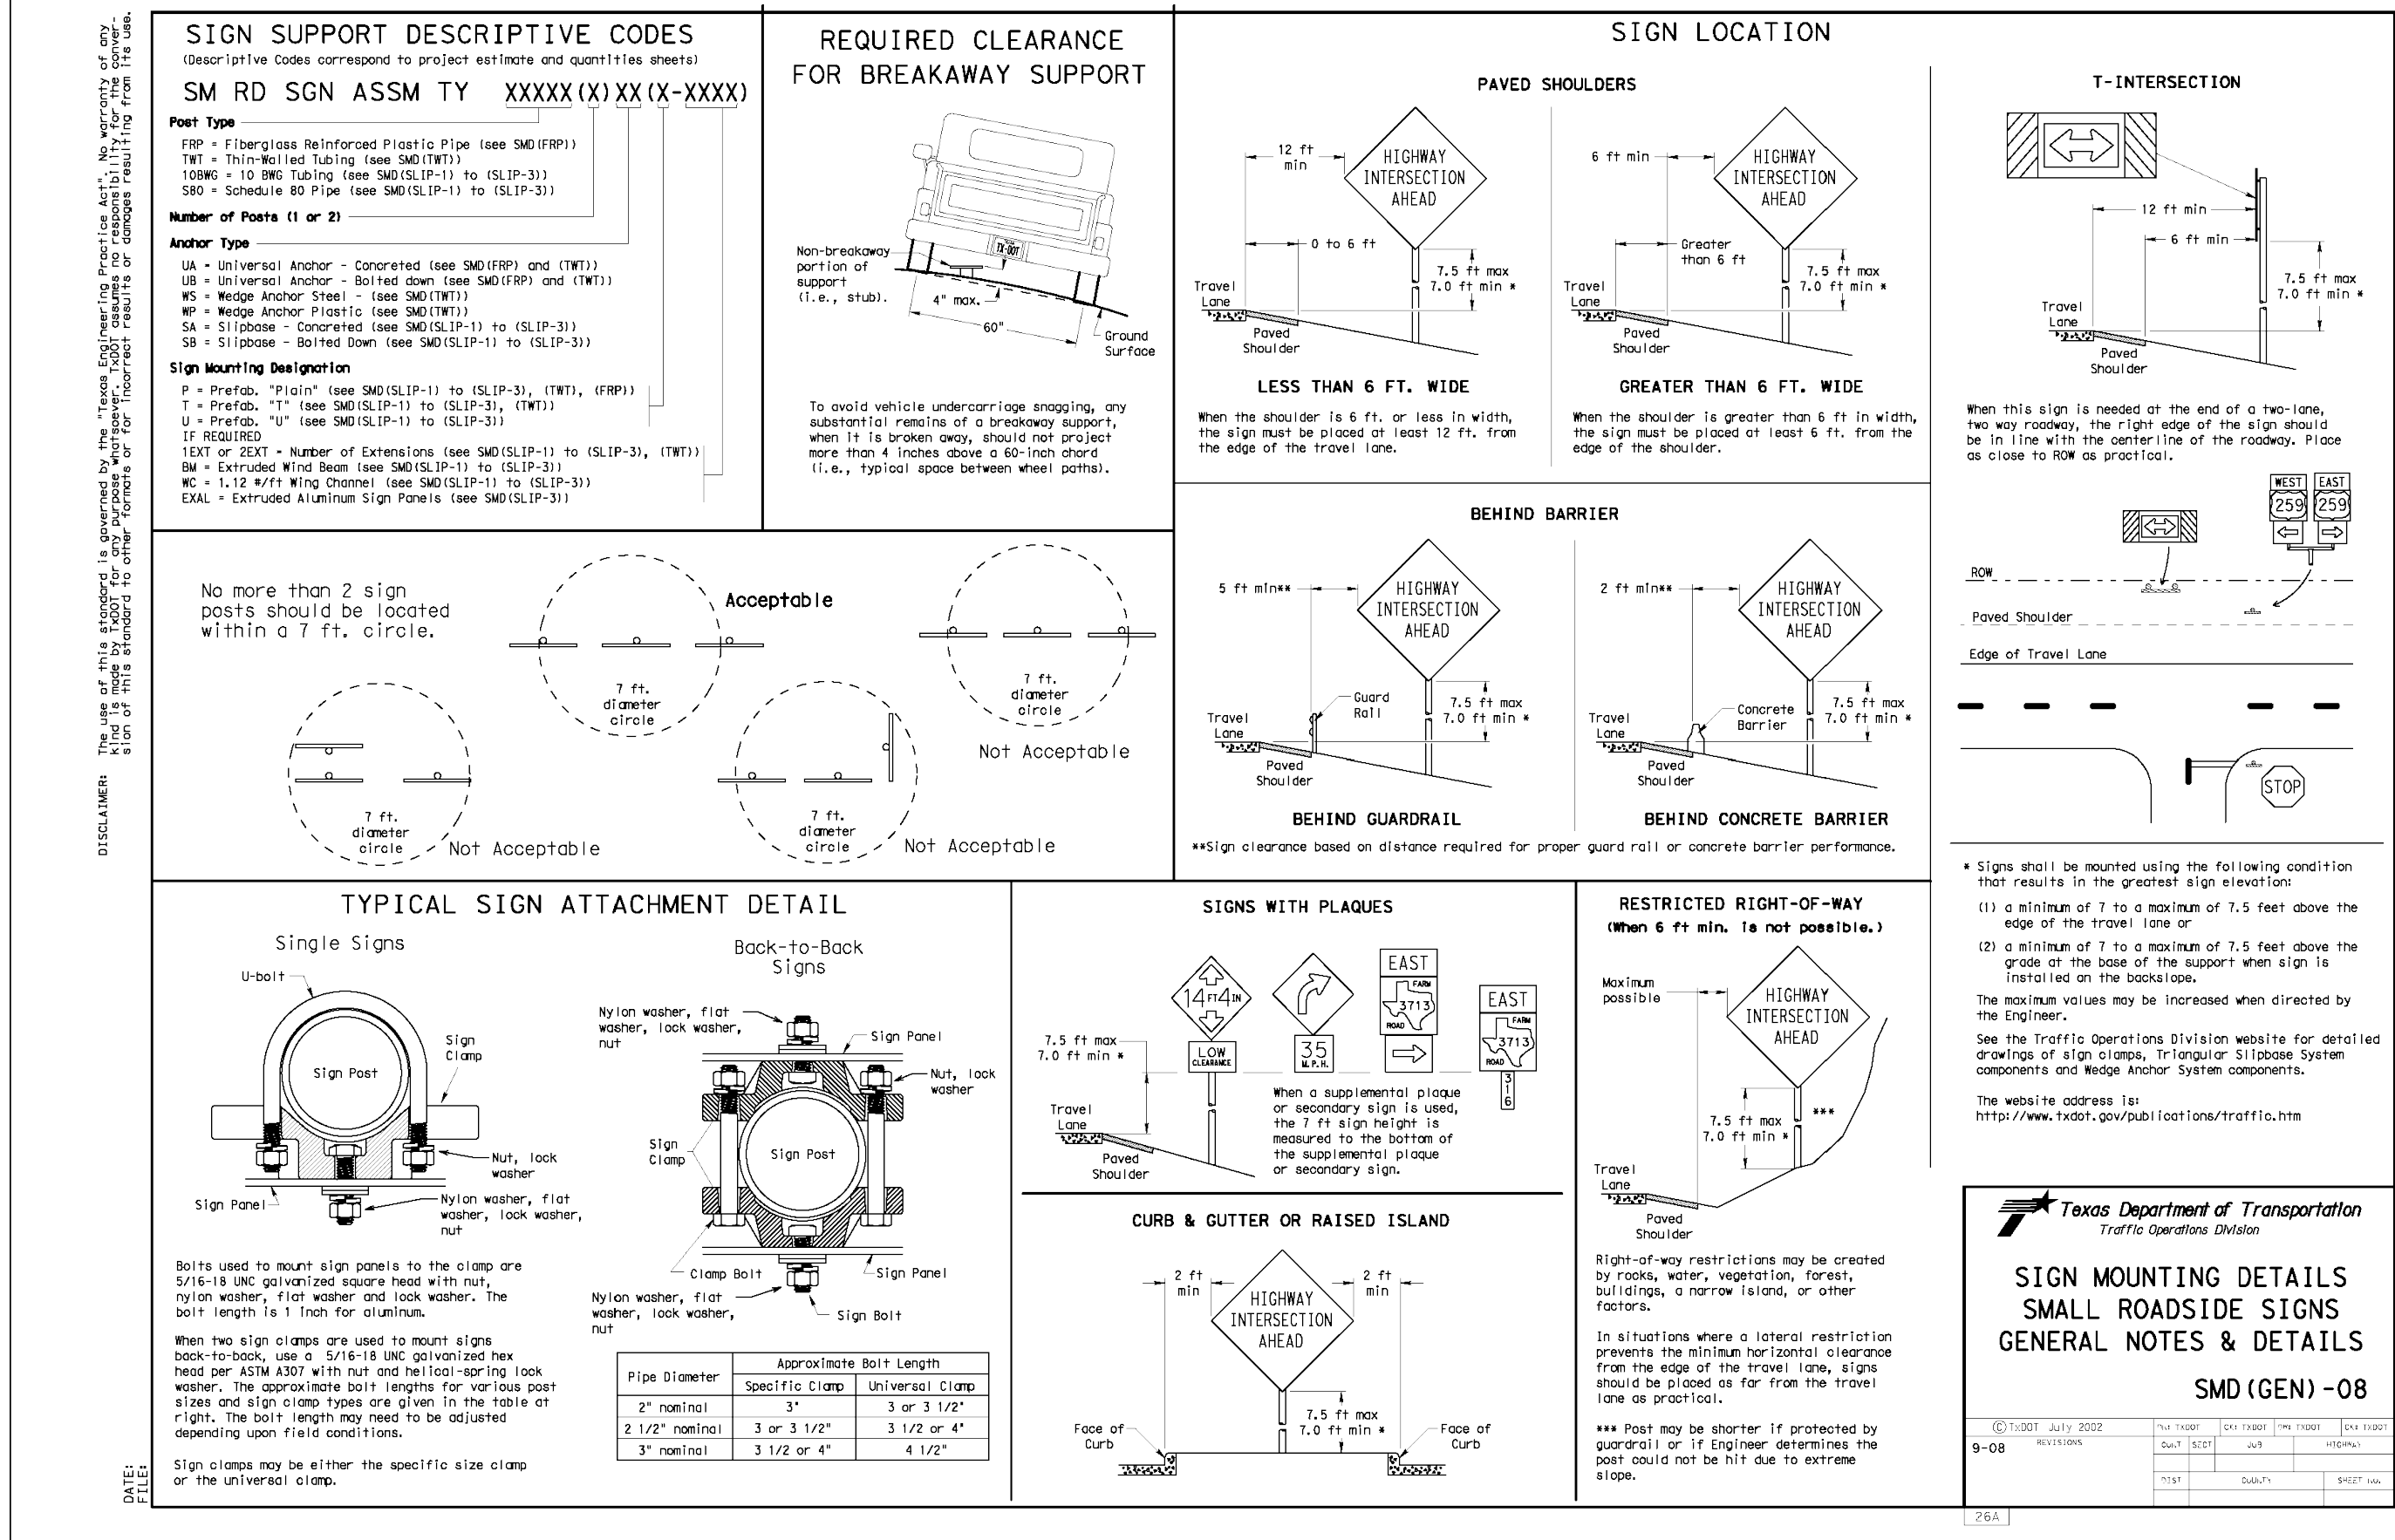 DISCLAIMER: The use of this standard is governed by the "Texas Engineering Practice Act". No warranty of any
kind is made by TxDOT for any purpose whatsoever. TxDOT assumes no responsibility for the conver-
sion of this standard to other formats or for incorrect results or damages resulting from its use.
DATE:
FILE:
SIGN SUPPORT DESCRIPTIVE CODES
(Descriptive Codes correspond to project estimate and quantities sheets)
SM RD SGN ASSM TY XXXXX(X)XX(X-XXXX)
Post Type
FRP = Fiberglass Reinforced Plastic Pipe (see SMD(FRP))
TWT = Thin-Walled Tubing (see SMD(TWT))
10BWG = 10 BWG Tubing (see SMD(SLIP-1) to (SLIP-3))
S80 = Schedule 80 Pipe (see SMD(SLIP-1) to (SLIP-3))
Number of Posts (1 or 2)
Anchor Type
UA = Universal Anchor - Concreted (see SMD(FRP) and (TWT))
UB = Universal Anchor - Bolted down (see SMD(FRP) and (TWT))
WS = Wedge Anchor Steel - (see SMD(TWT))
WP = Wedge Anchor Plastic (see SMD(TWT))
SA = Slipbase - Concreted (see SMD(SLIP-1) to (SLIP-3))
SB = Slipbase - Bolted Down (see SMD(SLIP-1) to (SLIP-3))
Sign Mounting Designation
P = Prefab. "Plain" (see SMD(SLIP-1) to (SLIP-3), (TWT), (FRP))
T = Prefab. "T" (see SMD(SLIP-1) to (SLIP-3), (TWT))
U = Prefab. "U" (see SMD(SLIP-1) to (SLIP-3))
IF REQUIRED
1EXT or 2EXT = Number of Extensions (see SMD(SLIP-1) to (SLIP-3), (TWT))
BM = Extruded Wind Beam (see SMD(SLIP-1) to (SLIP-3))
WC = 1.12 #/ft Wing Channel (see SMD(SLIP-1) to (SLIP-3))
EXAL = Extruded Aluminum Sign Panels (see SMD(SLIP-3))
REQUIRED CLEARANCE
FOR BREAKAWAY SUPPORT
TX-DOT
Non-breakaway
portion of
support
(i.e., stub).
4" max.
60"
Ground
Surface
To avoid vehicle undercarriage snagging, any
substantial remains of a breakaway support,
when it is broken away, should not project
more than 4 inches above a 60-inch chord
(i.e., typical space between wheel paths).
No more than 2 sign
posts should be located
within a 7 ft. circle.
Acceptable
7 ft.
diameter
circle
7 ft.
diameter
circle
Not Acceptable
7 ft.
diameter
circle
Not Acceptable
7 ft.
diameter
circle
Not Acceptable
SIGN LOCATION
PAVED SHOULDERS
12 ft
min
HIGHWAY
INTERSECTION
AHEAD
0 to 6 ft
7.5 ft max
7.0 ft min *
Travel
Lane
Paved
Shoulder
LESS THAN 6 FT. WIDE
When the shoulder is 6 ft. or less in width,
the sign must be placed at least 12 ft. from
the edge of the travel lane.
6 ft min
HIGHWAY
INTERSECTION
AHEAD
Greater
than 6 ft
7.5 ft max
7.0 ft min *
Travel
Lane
Paved
Shoulder
GREATER THAN 6 FT. WIDE
When the shoulder is greater than 6 ft in width,
the sign must be placed at least 6 ft. from the
edge of the shoulder.
BEHIND BARRIER
5 ft min**
HIGHWAY
INTERSECTION
AHEAD
Guard
Rail
7.5 ft max
7.0 ft min *
Travel
Lane
Paved
Shoulder
BEHIND GUARDRAIL
2 ft min**
HIGHWAY
INTERSECTION
AHEAD
Concrete
Barrier
7.5 ft max
7.0 ft min *
Travel
Lane
Paved
Shoulder
BEHIND CONCRETE BARRIER
**Sign clearance based on distance required for proper guard rail or concrete barrier performance.
T-INTERSECTION
12 ft min
6 ft min
7.5 ft max
7.0 ft min *
Travel
Lane
Paved
Shoulder
When this sign is needed at the end of a two-lane,
two way roadway, the right edge of the sign should
be in line with the centerline of the roadway. Place
as close to ROW as practical.
WEST EAST
259 259
ROW
Paved Shoulder
Edge of Travel Lane
STOP
* Signs shall be mounted using the following condition
that results in the greatest sign elevation:
(1) a minimum of 7 to a maximum of 7.5 feet above the
edge of the travel lane or
(2) a minimum of 7 to a maximum of 7.5 feet above the
grade at the base of the support when sign is
installed on the backslope.
The maximum values may be increased when directed by
the Engineer.
See the Traffic Operations Division website for detailed
drawings of sign clamps, Triangular Slipbase System
components and Wedge Anchor System components.
The website address is:
http://www.txdot.gov/publications/traffic.htm
TYPICAL SIGN ATTACHMENT DETAIL
Single Signs
U-bolt
Sign
Clamp
Sign Post
Nut, lock
washer
Sign Panel
Nylon washer, flat
washer, lock washer,
nut
Bolts used to mount sign panels to the clamp are
5/16-18 UNC galvanized square head with nut,
nylon washer, flat washer and lock washer. The
bolt length is 1 inch for aluminum.
When two sign clamps are used to mount signs
back-to-back, use a 5/16-18 UNC galvanized hex
head per ASTM A307 with nut and helical-spring lock
washer. The approximate bolt lengths for various post
sizes and sign clamp types are given in the table at
right. The bolt length may need to be adjusted
depending upon field conditions.
Sign clamps may be either the specific size clamp
or the universal clamp.
Back-to-Back
Signs
Nylon washer, flat
washer, lock washer,
nut
Sign Panel
Nut, lock
washer
Sign
Clamp
Sign Post
Clamp Bolt
Sign Panel
Nylon washer, flat
washer, lock washer,
nut
Sign Bolt
Pipe Diameter Approximate Bolt Length
Specific Clamp Universal Clamp
2" nominal 3" 3 or 3 1/2"
2 1/2" nominal 3 or 3 1/2" 3 1/2 or 4"
3" nominal 3 1/2 or 4" 4 1/2"
SIGNS WITH PLAQUES
14 FT 4 IN
LOW
CLEARANCE
35
M.P.H.
EAST
FARM
3713
ROAD
EAST
FARM
3713
ROAD
3
1
6
7.5 ft max
7.0 ft min *
Travel
Lane
Paved
Shoulder
When a supplemental plaque
or secondary sign is used,
the 7 ft sign height is
measured to the bottom of
the supplemental plaque
or secondary sign.
CURB & GUTTER OR RAISED ISLAND
2 ft
min
2 ft
min
HIGHWAY
INTERSECTION
AHEAD
7.5 ft max
7.0 ft min *
Face of
Curb
Face of
Curb
RESTRICTED RIGHT-OF-WAY
(When 6 ft min. is not possible.)
Maximum
possible
HIGHWAY
INTERSECTION
AHEAD
7.5 ft max
7.0 ft min *
***
Travel
Lane
Paved
Shoulder
Right-of-way restrictions may be created
by rocks, water, vegetation, forest,
buildings, a narrow island, or other
factors.
In situations where a lateral restriction
prevents the minimum horizontal clearance
from the edge of the travel lane, signs
should be placed as far from the travel
lane as practical.
*** Post may be shorter if protected by
guardrail or if Engineer determines the
post could not be hit due to extreme
slope.
Texas Department of Transportation
Traffic Operations Division
SIGN MOUNTING DETAILS
SMALL ROADSIDE SIGNS
GENERAL NOTES & DETAILS
SMD(GEN)-08
© TxDOT July 2002
DN: TXDOT CK: TXDOT DW: TXDOT CK: TXDOT
9-08 REVISIONS
CONT SECT JOB HIGHWAY
DIST COUNTY SHEET NO.
26A